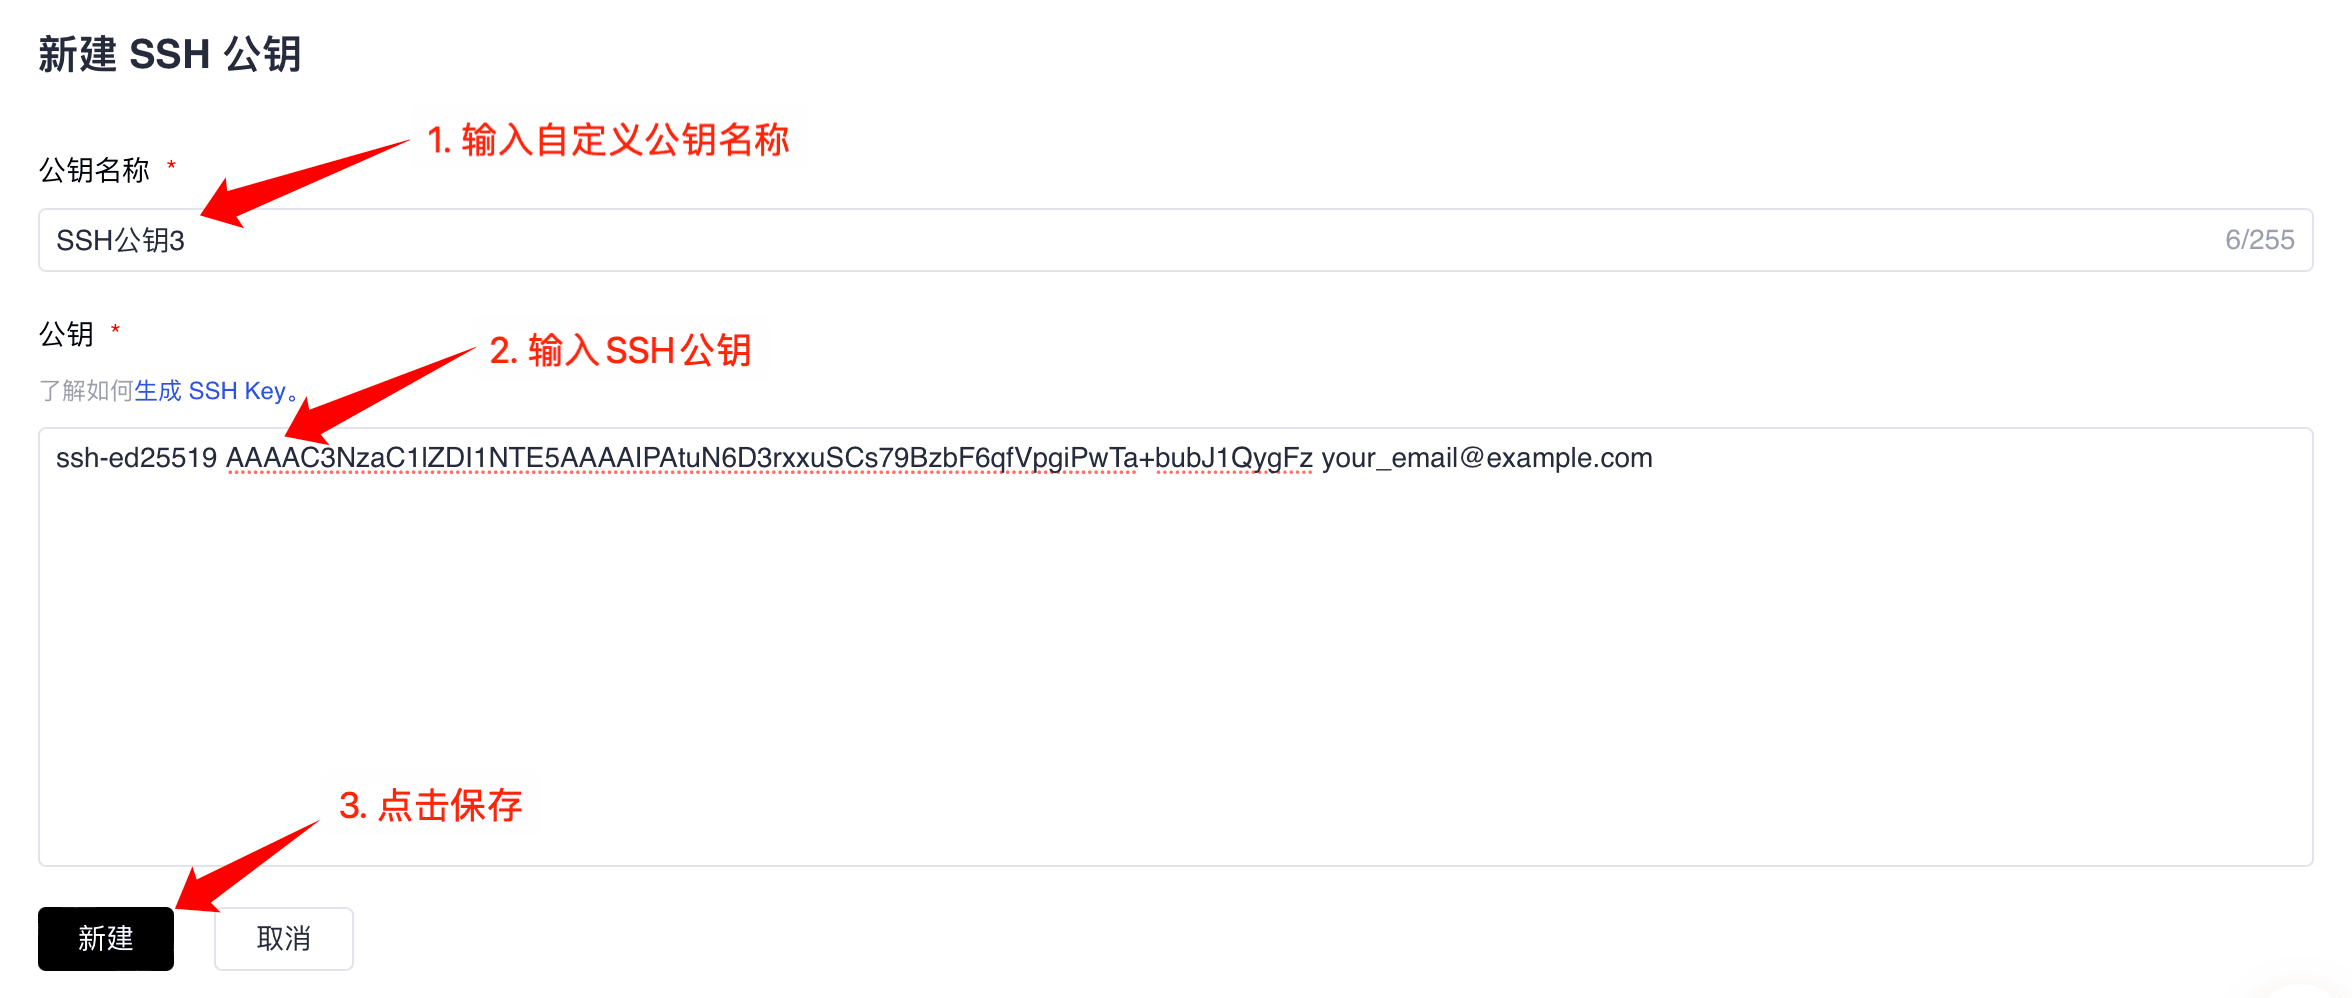 新建 SSH 公钥
1. 输入自定义公钥名称
公钥名称 *
SSH公钥3
6/255
公钥 *
2. 输入SSH公钥
了解如何生成 SSH Key。
ssh-ed25519 AAAAC3NzaC1lZDI1NTE5AAAAIPAtuN6D3rxxuSCs79BzbF6qfVpgiPwTa+bubJ1QygFz your_email@example.com
3. 点击保存
新建
取消